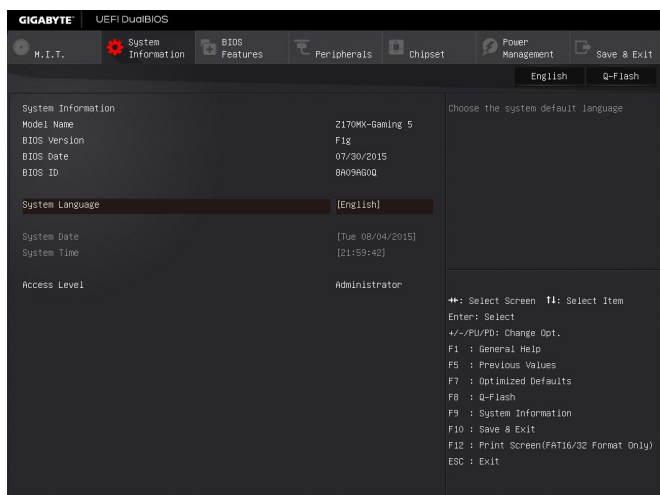 GIGABYTE™ UEFI DualBIOS
M.I.T. System Information BIOS Features Peripherals Chipset Power Management Save & Exit
English Q-Flash
System Information
Model Name Z170MX-Gaming 5
BIOS Version F1g
BIOS Date 07/30/2015
BIOS ID 8A09AG0Q
System Language [English]
System Date [Tue 08/04/2015]
System Time [21:59:42]
Access Level Administrator
Choose the system default language
→←: Select Screen ↑↓: Select Item
Enter: Select
+/-/PU/PD: Change Opt.
F1 : General Help
F5 : Previous Values
F7 : Optimized Defaults
F8 : Q-Flash
F9 : System Information
F10 : Save & Exit
F12 : Print Screen(FAT16/32 Format Only)
ESC : Exit